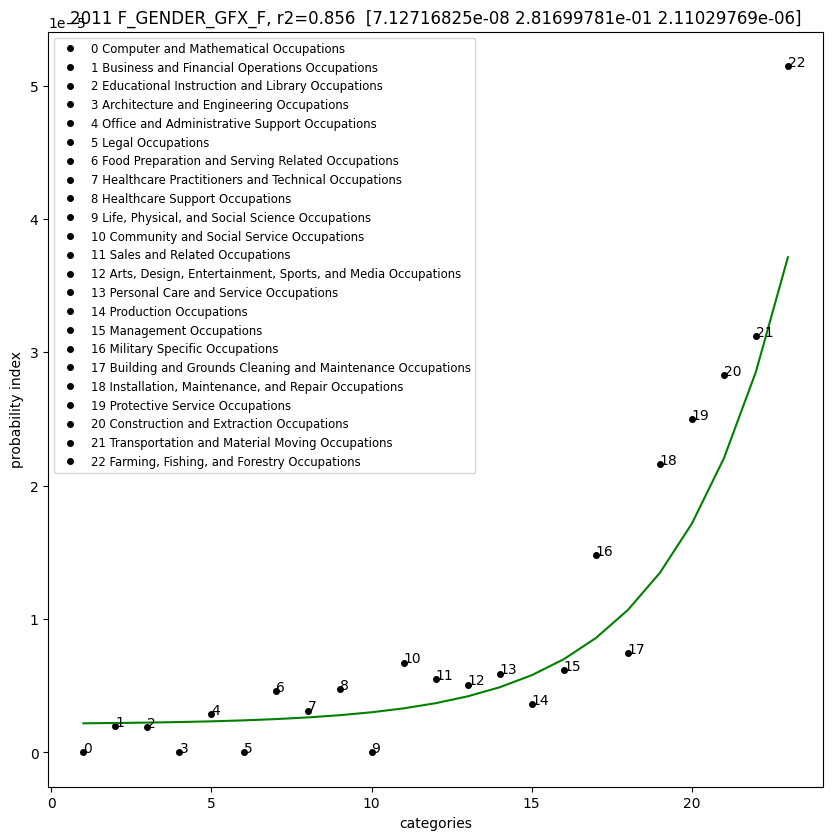 2011 F_GENDER_GFX_F, r2=0.856 [7.12716825e-08 2.81699781e-01 2.11029769e-06]
1e−5
0 Computer and Mathematical Occupations
1 Business and Financial Operations Occupations
2 Educational Instruction and Library Occupations
3 Architecture and Engineering Occupations
4 Office and Administrative Support Occupations
5 Legal Occupations
6 Food Preparation and Serving Related Occupations
7 Healthcare Practitioners and Technical Occupations
8 Healthcare Support Occupations
9 Life, Physical, and Social Science Occupations
10 Community and Social Service Occupations
11 Sales and Related Occupations
12 Arts, Design, Entertainment, Sports, and Media Occupations
13 Personal Care and Service Occupations
14 Production Occupations
15 Management Occupations
16 Military Specific Occupations
17 Building and Grounds Cleaning and Maintenance Occupations
18 Installation, Maintenance, and Repair Occupations
19 Protective Service Occupations
20 Construction and Extraction Occupations
21 Transportation and Material Moving Occupations
22 Farming, Fishing, and Forestry Occupations
probability index
5
4
3
2
1
0
0
1
2
3
4
5
6
7
8
9
10
11
12
13
14
15
16
17
18
19
20
21
22
0
5
10
15
20
categories